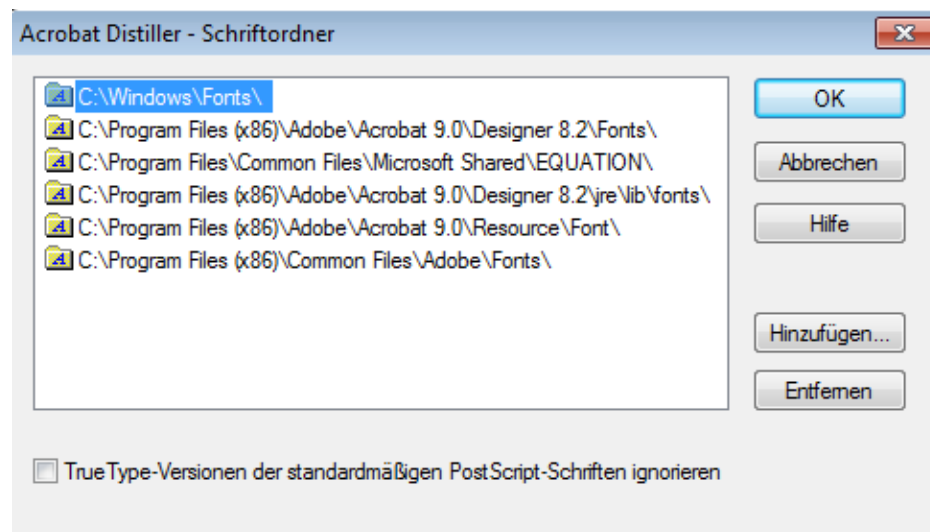 Acrobat Distiller - Schriftordner
C:\Windows\Fonts\
C:\Program Files (x86)\Adobe\Acrobat 9.0\Designer 8.2\Fonts\
C:\Program Files\Common Files\Microsoft Shared\EQUATION\
C:\Program Files (x86)\Adobe\Acrobat 9.0\Designer 8.2\jre\lib\fonts\
C:\Program Files (x86)\Adobe\Acrobat 9.0\Resource\Font\
C:\Program Files (x86)\Common Files\Adobe\Fonts\
OK
Abbrechen
Hilfe
Hinzufügen...
Entfernen
TrueType-Versionen der standardmäßigen PostScript-Schriften ignorieren